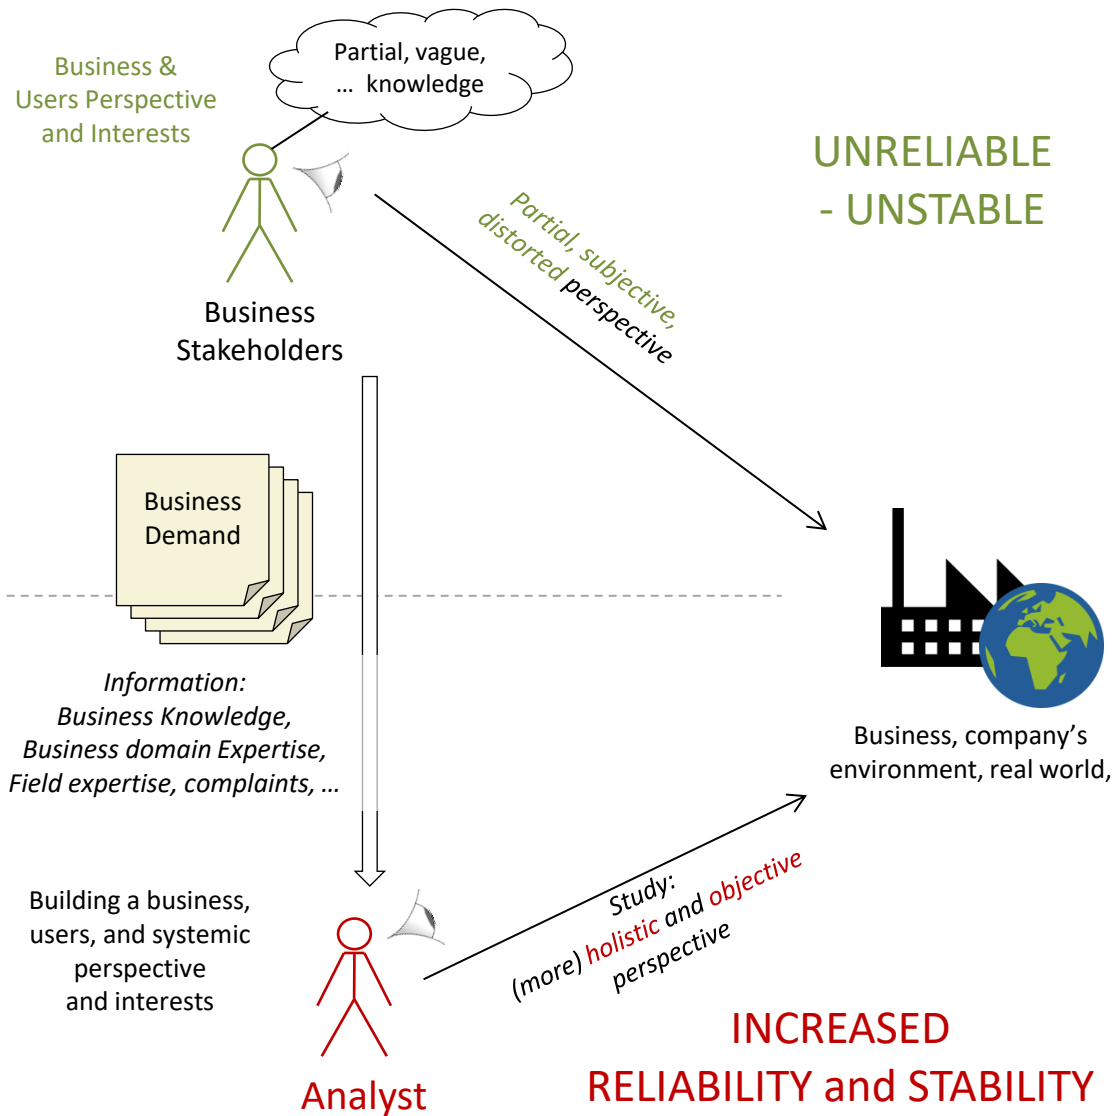 Partial, vague,
... knowledge
Business &
Users Perspective
and Interests
UNRELIABLE
- UNSTABLE
Partial, subjective,
distorted perspective
Business
Stakeholders
Business
Demand
Information:
Business Knowledge,
Business domain Expertise,
Field expertise, complaints, ...
Business, company's
environment, real world,
Building a business,
users, and systemic
perspective
and interests
Study:
(more) holistic and objective
perspective
Analyst
INCREASED
RELIABILITY and STABILITY